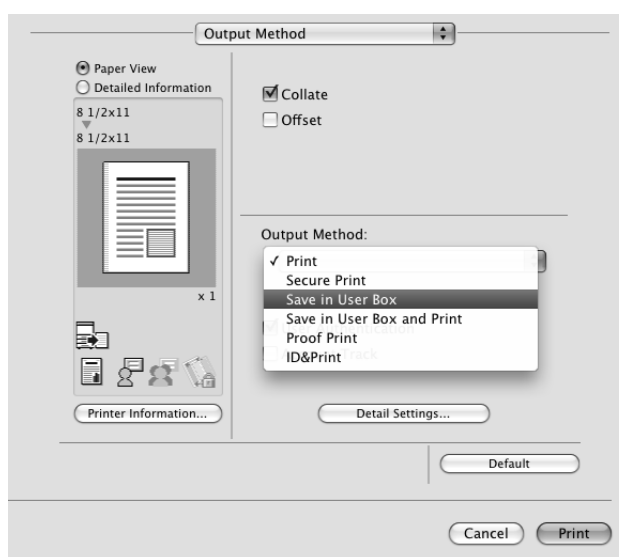 Output Method
Paper View
Detailed Information
8 1/2x11
8 1/2x11
x 1
Collate
Offset
Output Method:
✓ Print
Secure Print
Save in User Box
Save in User Box and Print
Proof Print
ID&Print
Printer Information...
Detail Settings...
Default
Cancel
Print